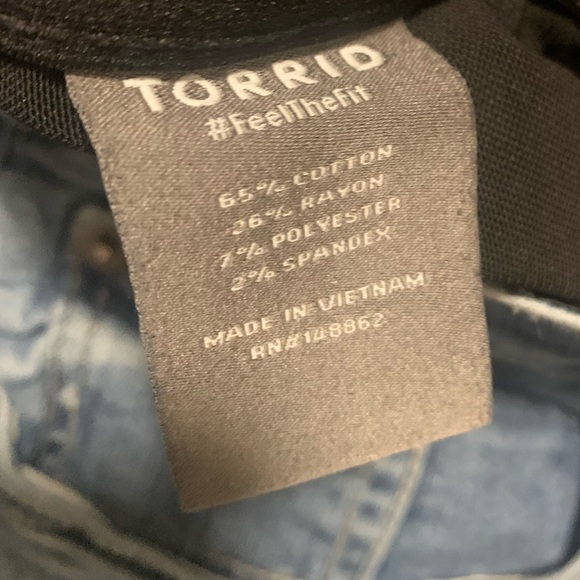 TORRID
#FeelTheFit
65% COTTON
26% RAYON
7% POLYESTER
2% SPANDEX
MADE IN VIETNAM
RN#148862